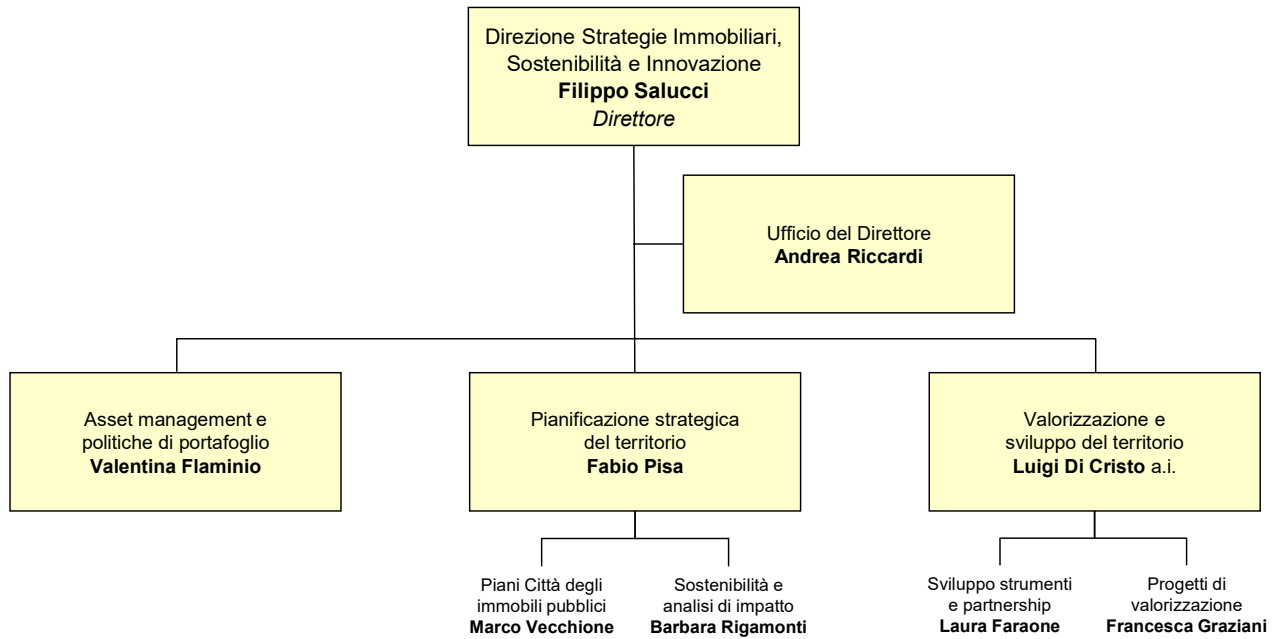 Direzione Strategie Immobiliari,
Sostenibilità e Innovazione
Filippo Salucci
Direttore
Ufficio del Direttore
Andrea Riccardi
Asset management e
politiche di portafoglio
Valentina Flaminio
Pianificazione strategica
del territorio
Fabio Pisa
Valorizzazione e
sviluppo del territorio
Luigi Di Cristo a.i.
Piani Città degli
immobili pubblici
Marco Vecchione
Sostenibilità e
analisi di impatto
Barbara Rigamonti
Sviluppo strumenti
e partnership
Laura Faraone
Progetti di
valorizzazione
Francesca Graziani